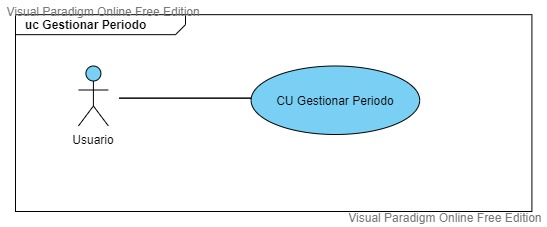 Visual Paradigm Online Free Edition
uc Gestionar Periodo
CU Gestionar Periodo
Usuario
Visual Paradigm Online Free Edition